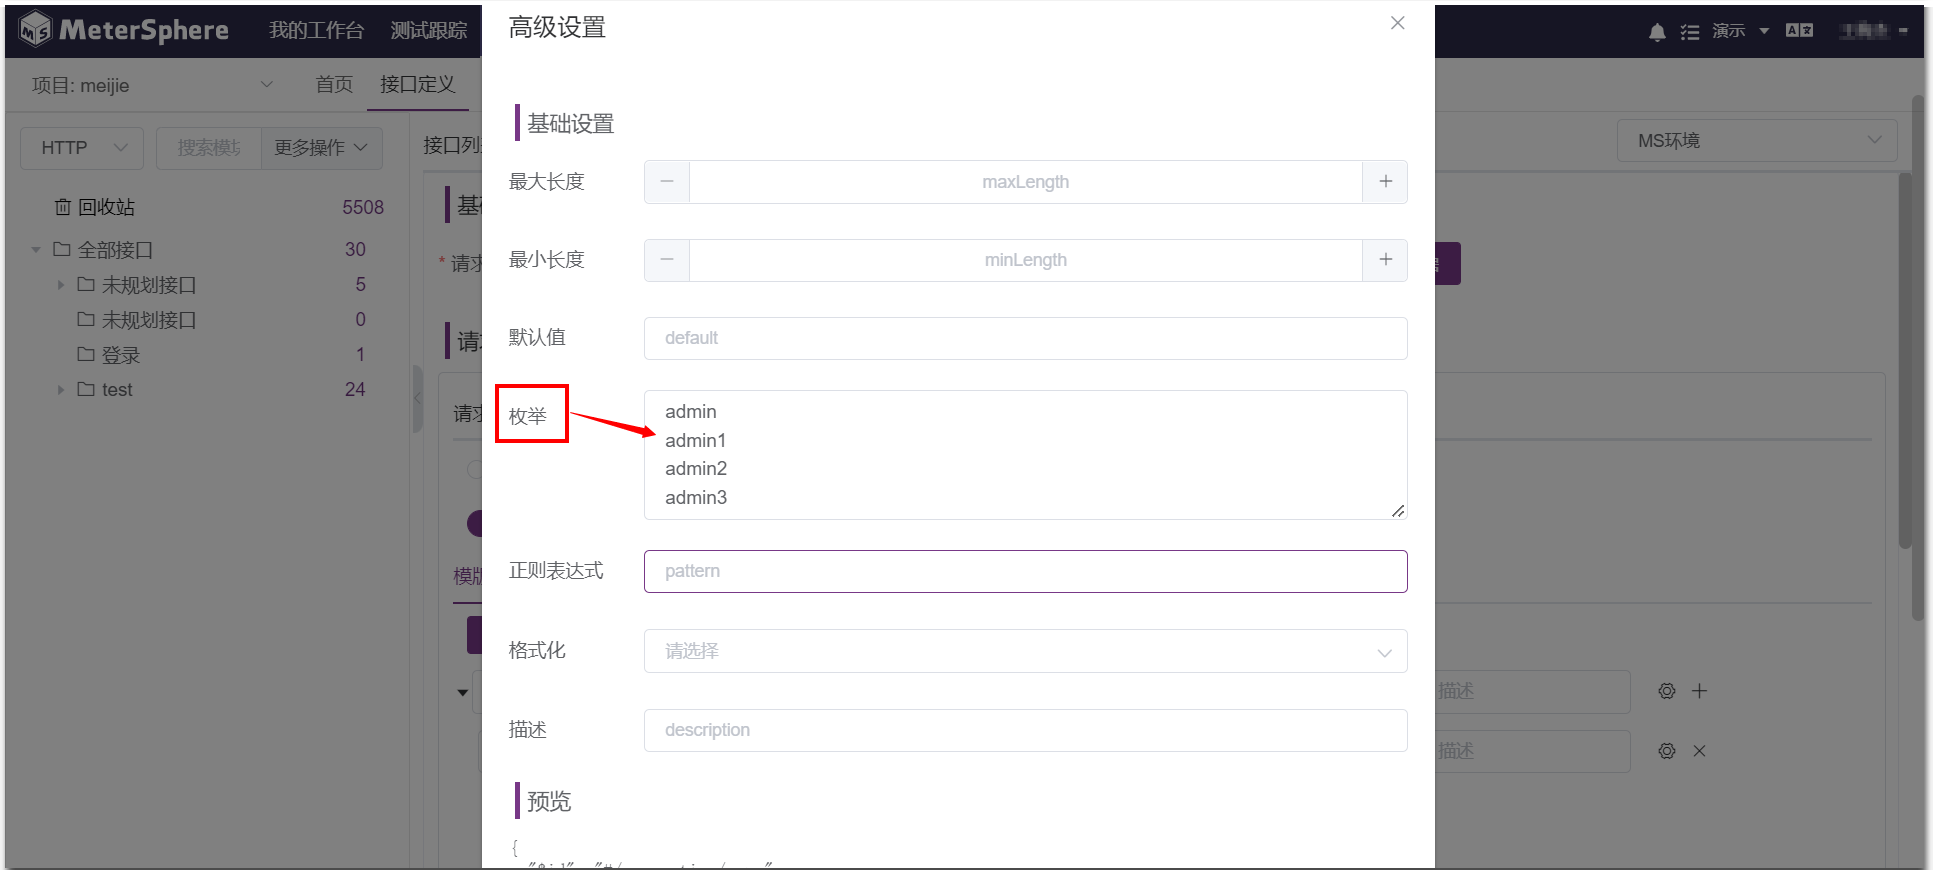 MeterSphere 我的工作台 测试跟踪
演示
项目: meijie 首页 接口定义
HTTP 搜索模块 更多操作
接口列
MS环境
回收站 5508
全部接口 30
未规划接口 5
未规划接口 0
登录 1
test 24
* 请求
请求
高级设置
基础设置
最大长度 maxLength
最小长度 minLength
默认值 default
枚举
admin
admin1
admin2
admin3
正则表达式 pattern
格式化 请选择
描述 description
预览
{
描述
描述